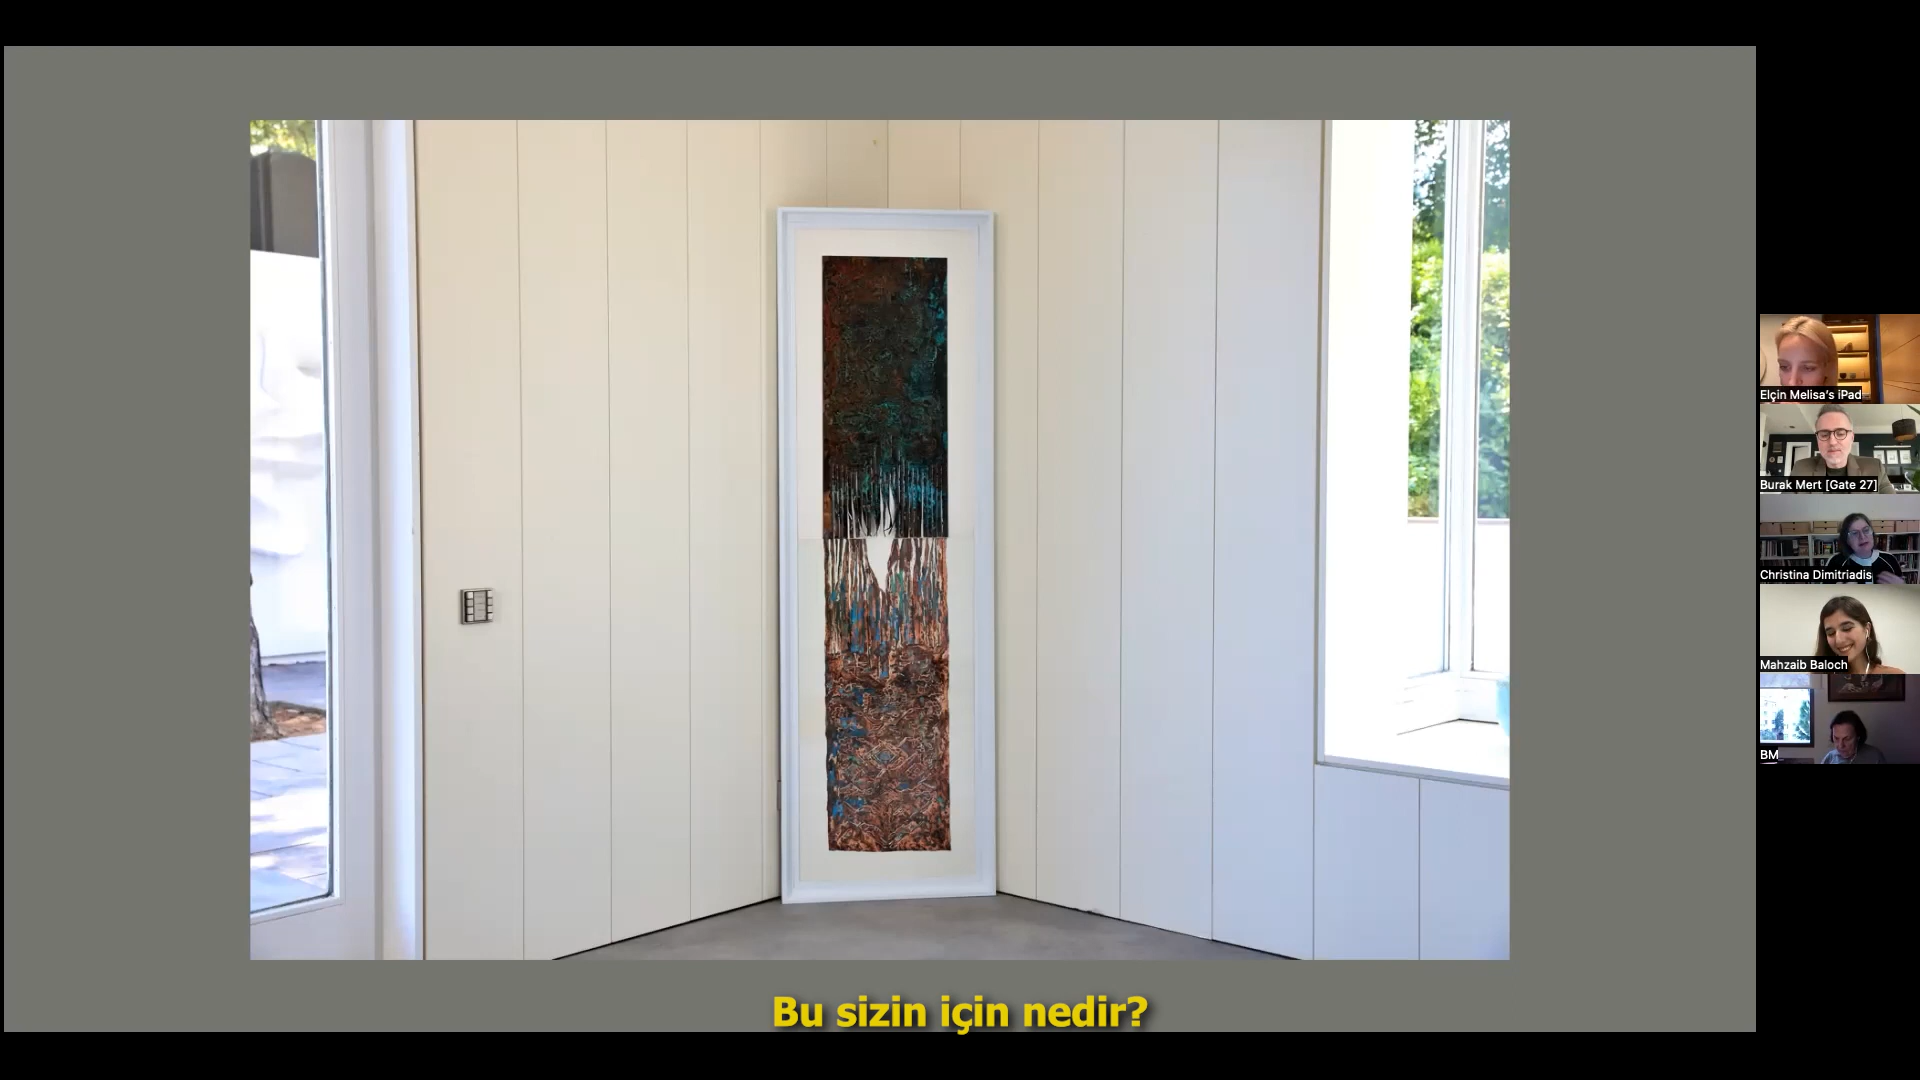 Elçin Melisa's iPad
Burak Mert [Gate 27]
Christina Dimitriadis
Mahzaib Baloch
BM
Bu sizin için nedir?